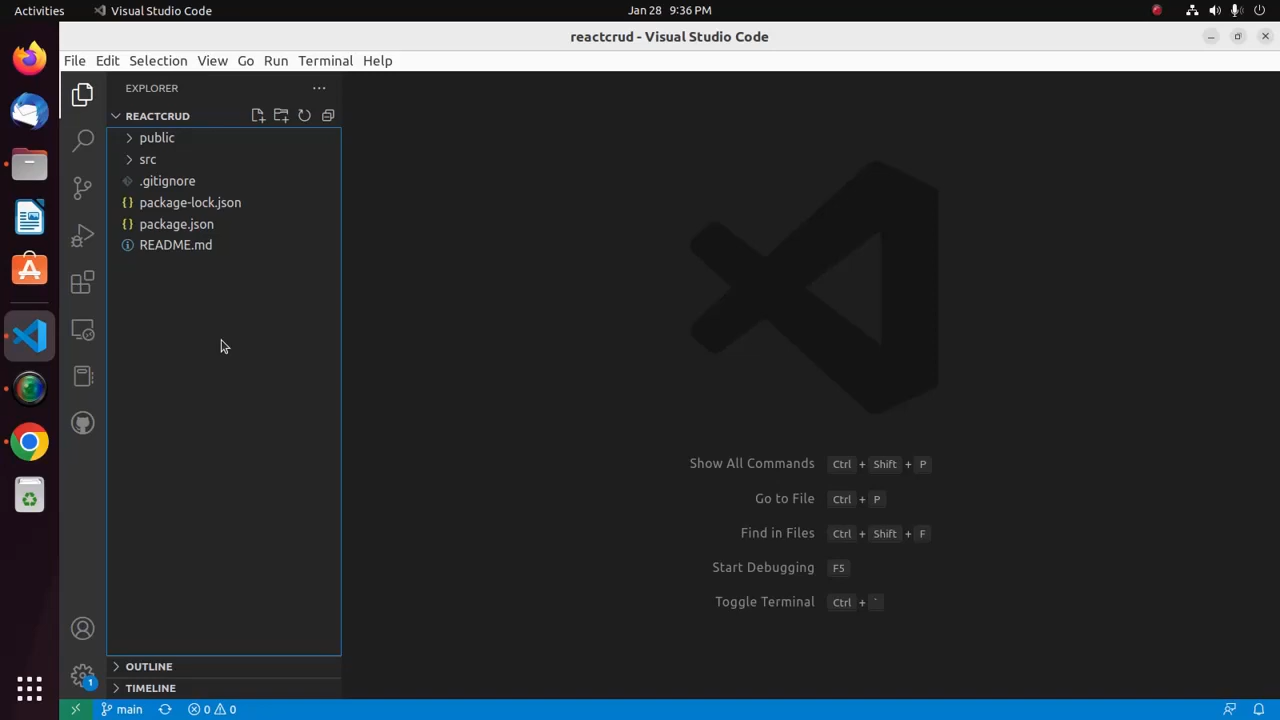 Activities Visual Studio Code Jan 28 9:36 PM
reactcrud - Visual Studio Code
File Edit Selection View Go Run Terminal Help
EXPLORER
REACTCRUD
public
src
.gitignore
package-lock.json
package.json
README.md
Show All Commands Ctrl + Shift + P
Go to File Ctrl + P
Find in Files Ctrl + Shift + F
Start Debugging F5
Toggle Terminal Ctrl + `
1
OUTLINE
TIMELINE
main 0 0